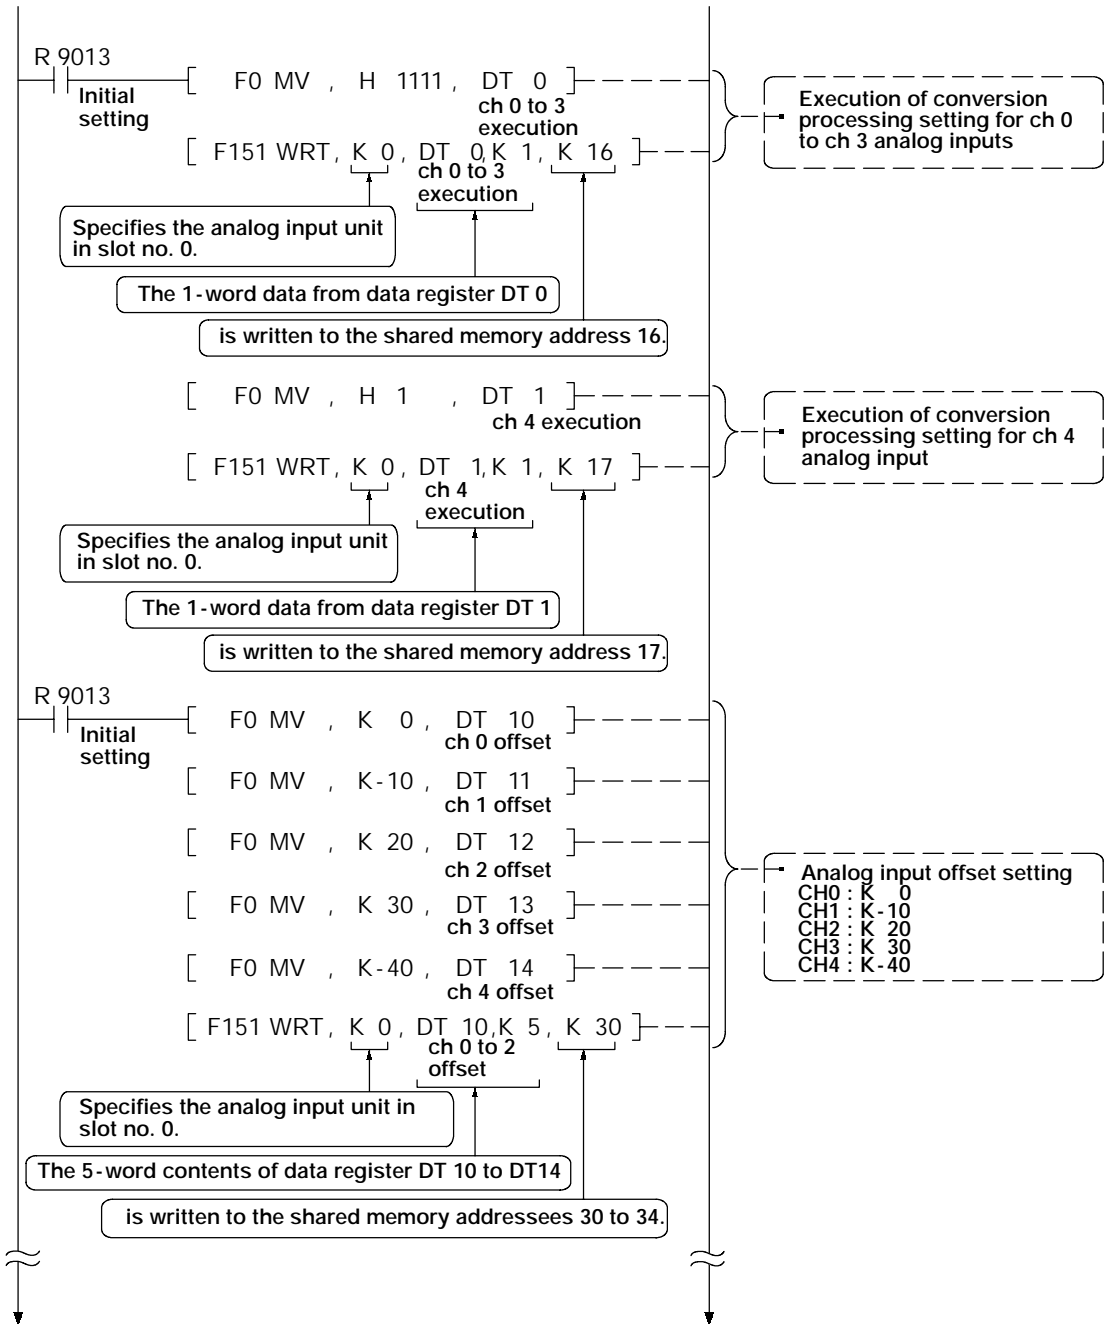 R 9013
Initial
setting
[ F0 MV , H 1111, DT 0 ]
ch 0 to 3
execution
[ F151 WRT, K 0, DT 0,K 1, K 16 ]
ch 0 to 3
execution
Execution of conversion
processing setting for ch 0
to ch 3 analog inputs
Specifies the analog input unit
in slot no. 0.
The 1-word data from data register DT 0
is written to the shared memory address 16.
[ F0 MV , H 1 , DT 1 ]
ch 4 execution
[ F151 WRT, K 0, DT 1,K 1, K 17 ]
ch 4
execution
Execution of conversion
processing setting for ch 4
analog input
Specifies the analog input unit
in slot no. 0.
The 1-word data from data register DT 1
is written to the shared memory address 17.
R 9013
Initial
setting
[ F0 MV , K 0, DT 10 ]
ch 0 offset
[ F0 MV , K-10, DT 11 ]
ch 1 offset
[ F0 MV , K 20, DT 12 ]
ch 2 offset
[ F0 MV , K 30, DT 13 ]
ch 3 offset
[ F0 MV , K-40, DT 14 ]
ch 4 offset
[ F151 WRT, K 0, DT 10,K 5, K 30 ]
ch 0 to 2
offset
Analog input offset setting
CH0 : K 0
CH1 : K-10
CH2 : K 20
CH3 : K 30
CH4 : K-40
Specifies the analog input unit in
slot no. 0.
The 5-word contents of data register DT 10 to DT14
is written to the shared memory addressees 30 to 34.